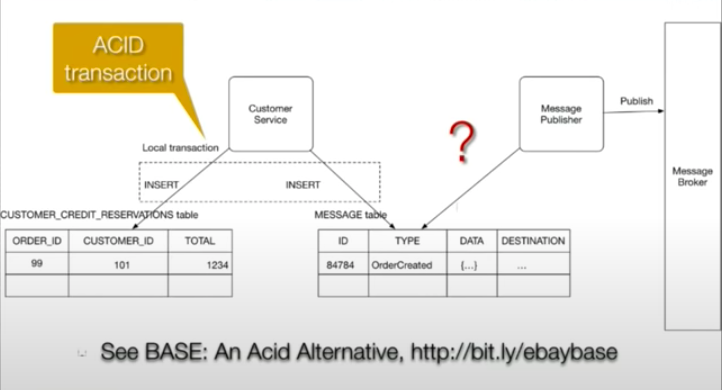 ACID
transaction
Customer
Service
Message
Publisher
Publish
?
Message
Broker
Local transaction
INSERT INSERT
CUSTOMER_CREDIT_RESERVATIONS table
ORDER_ID CUSTOMER_ID TOTAL
99 101 1234
MESSAGE table
ID TYPE DATA DESTINATION
84784 OrderCreated {...} ...
See BASE: An Acid Alternative, http://bit.ly/ebaybase